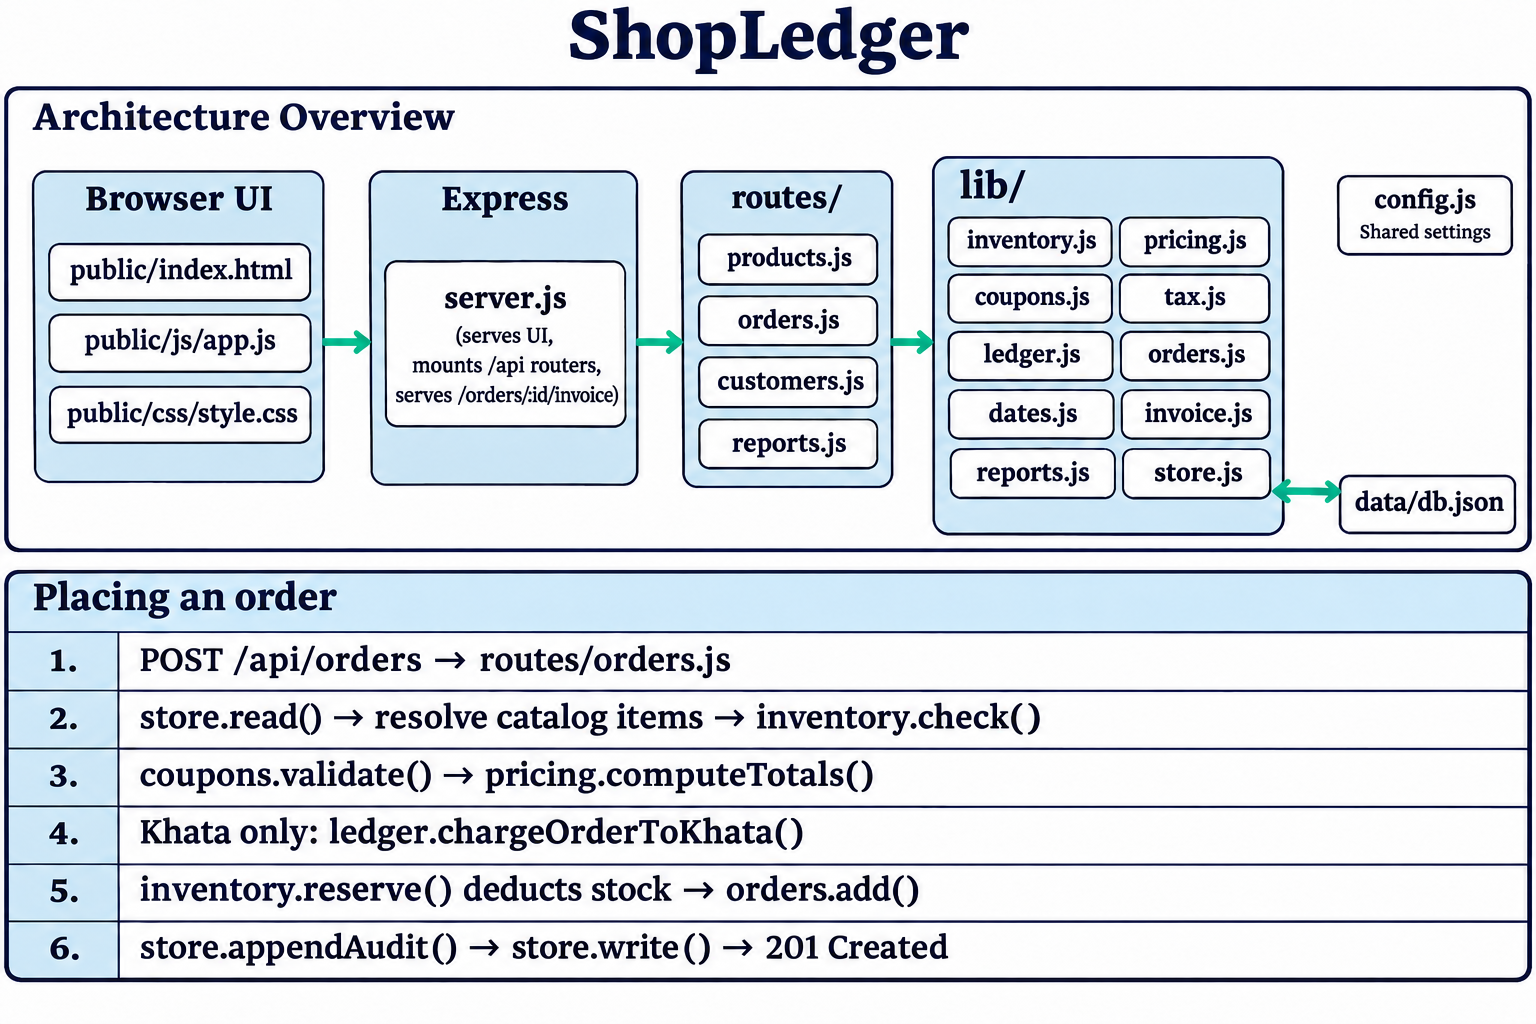 ShopLedger
Architecture Overview
Browser UI
public/index.html
public/js/app.js
public/css/style.css
Express
server.js
(serves UI,
mounts /api routers,
serves /orders/:id/invoice)
routes/
products.js
orders.js
customers.js
reports.js
lib/
inventory.js
pricing.js
coupons.js
tax.js
ledger.js
orders.js
dates.js
invoice.js
reports.js
store.js
config.js
Shared settings
data/db.json
Placing an order
1. POST /api/orders → routes/orders.js
2. store.read() → resolve catalog items → inventory.check()
3. coupons.validate() → pricing.computeTotals()
4. Khata only: ledger.chargeOrderToKhata()
5. inventory.reserve() deducts stock → orders.add()
6. store.appendAudit() → store.write() → 201 Created